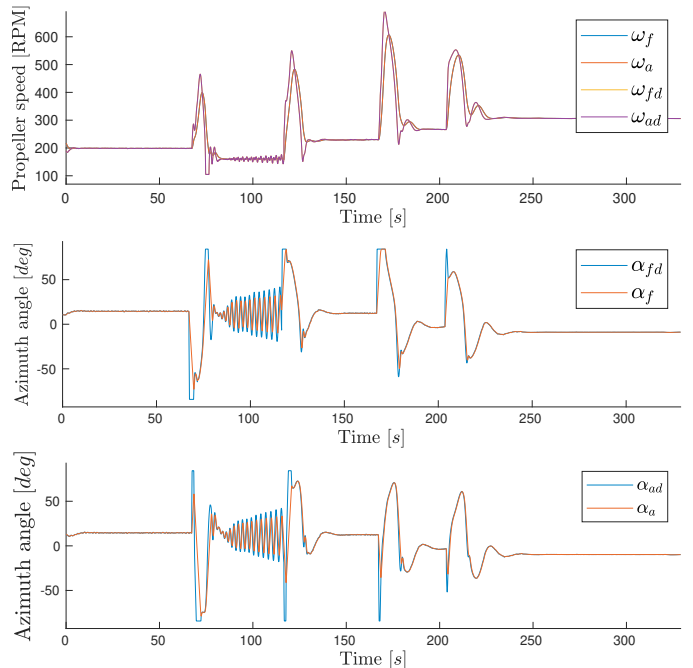 Propeller speed [RPM]
600
500
400
300
200
100
ω_f
ω_a
ω_fd
ω_ad
0 50 100 150 200 250 300
Time [s]
Azimuth angle [deg]
50
0
-50
α_fd
α_f
0 50 100 150 200 250 300
Time [s]
Azimuth angle [deg]
50
0
-50
α_ad
α_a
0 50 100 150 200 250 300
Time [s]